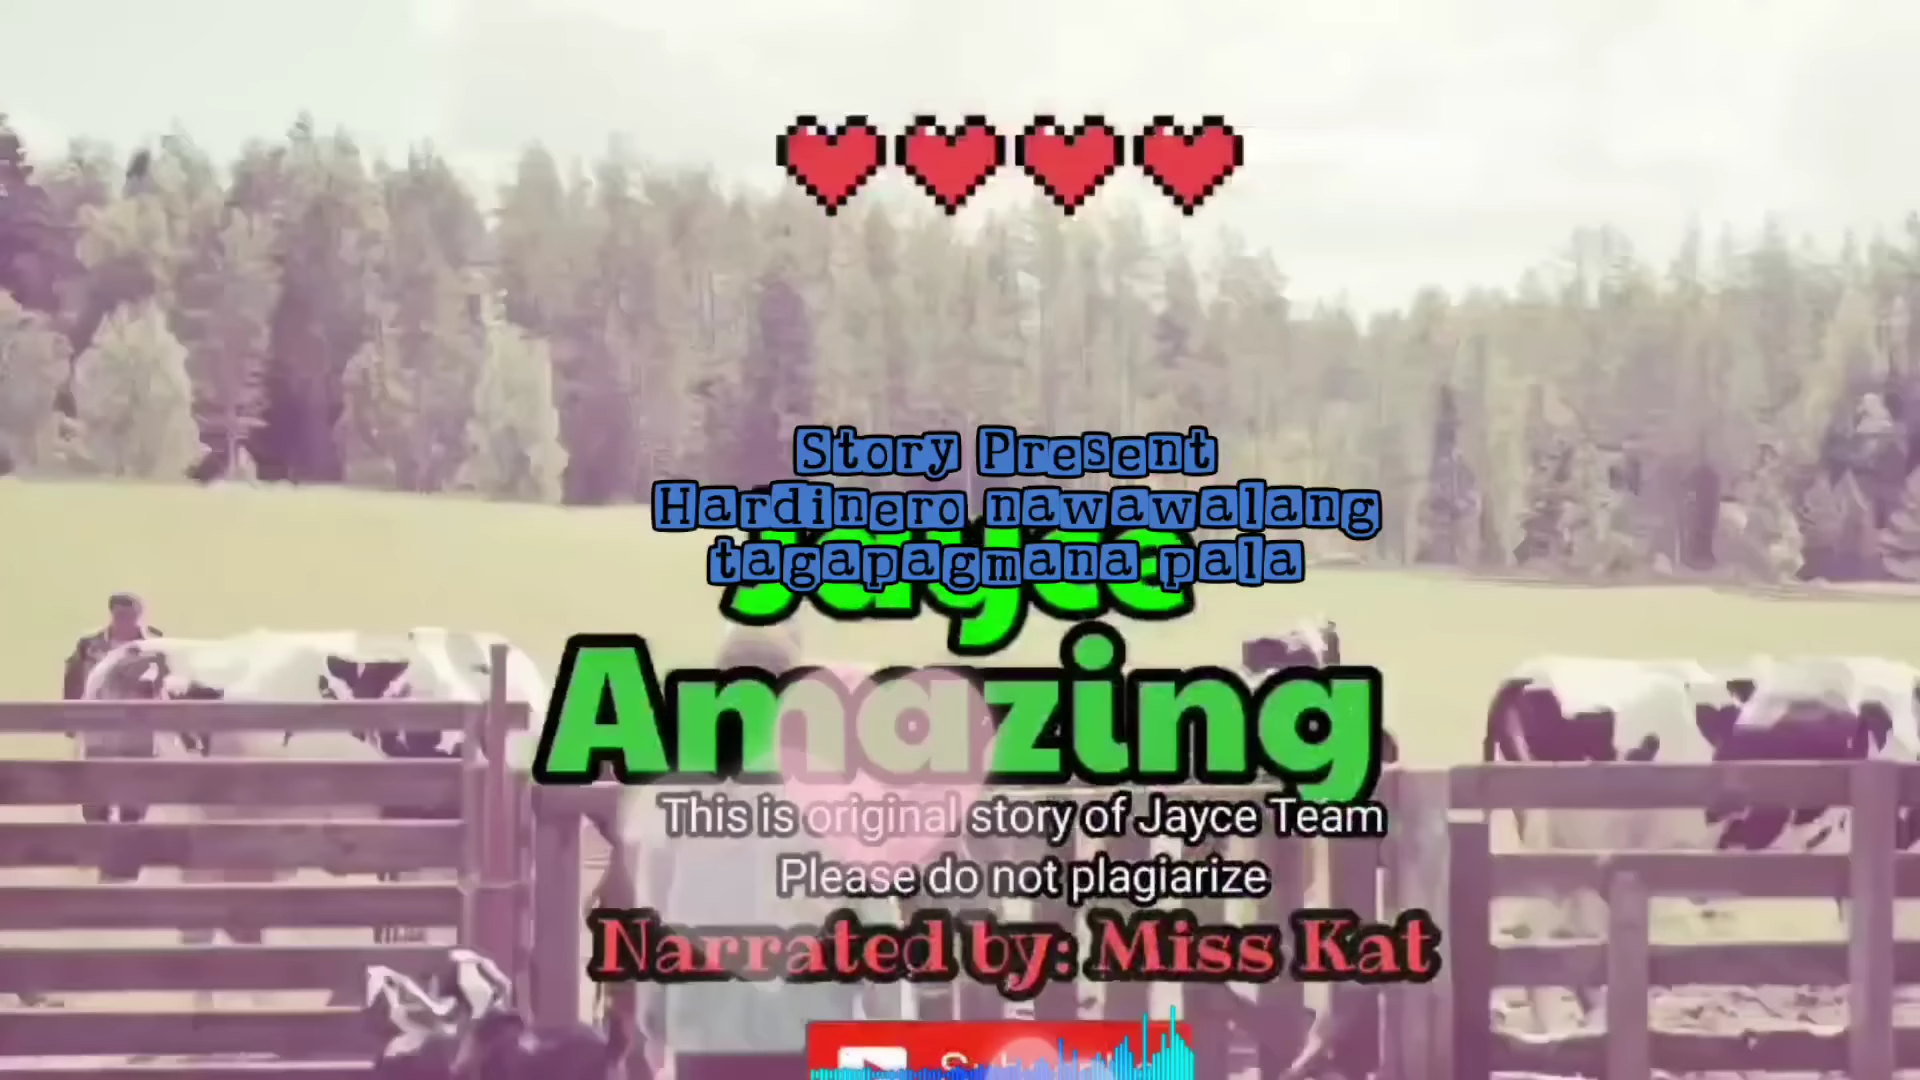 Story Present
Hardinero nawawalang
tagapagmana pala
Jayce
Amazing
This is original story of Jayce Team
Please do not plagiarize
Narrated by: Miss Kat